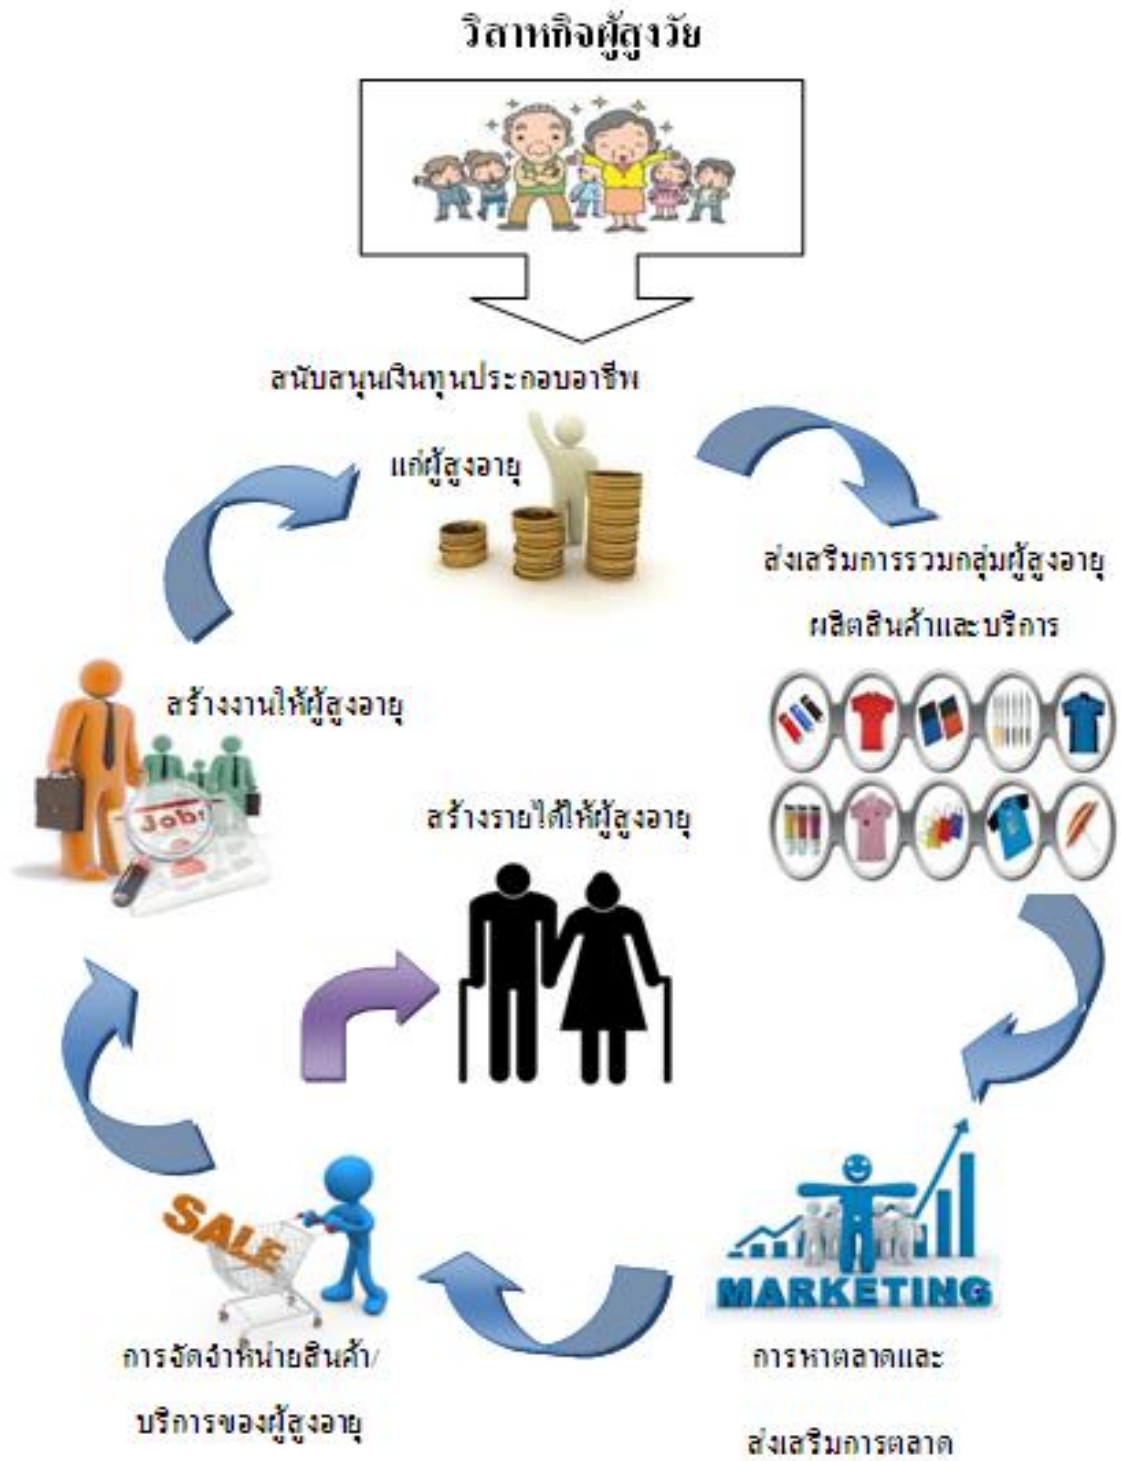 วิสาหกิจผู้สูงวัย
สนับสนุนเงินทุนประกอบอาชีพ
แก่ผู้สูงอายุ
ส่งเสริมการรวมกลุ่มผู้สูงอายุ
ผลิตสินค้าและบริการ
สร้างงานให้ผู้สูงอายุ
Jobs
สร้างรายได้ให้ผู้สูงอายุ
SALE
MARKETING
การจัดจำหน่ายสินค้า/
บริการของผู้สูงอายุ
การหาตลาดและ
ส่งเสริมการตลาด